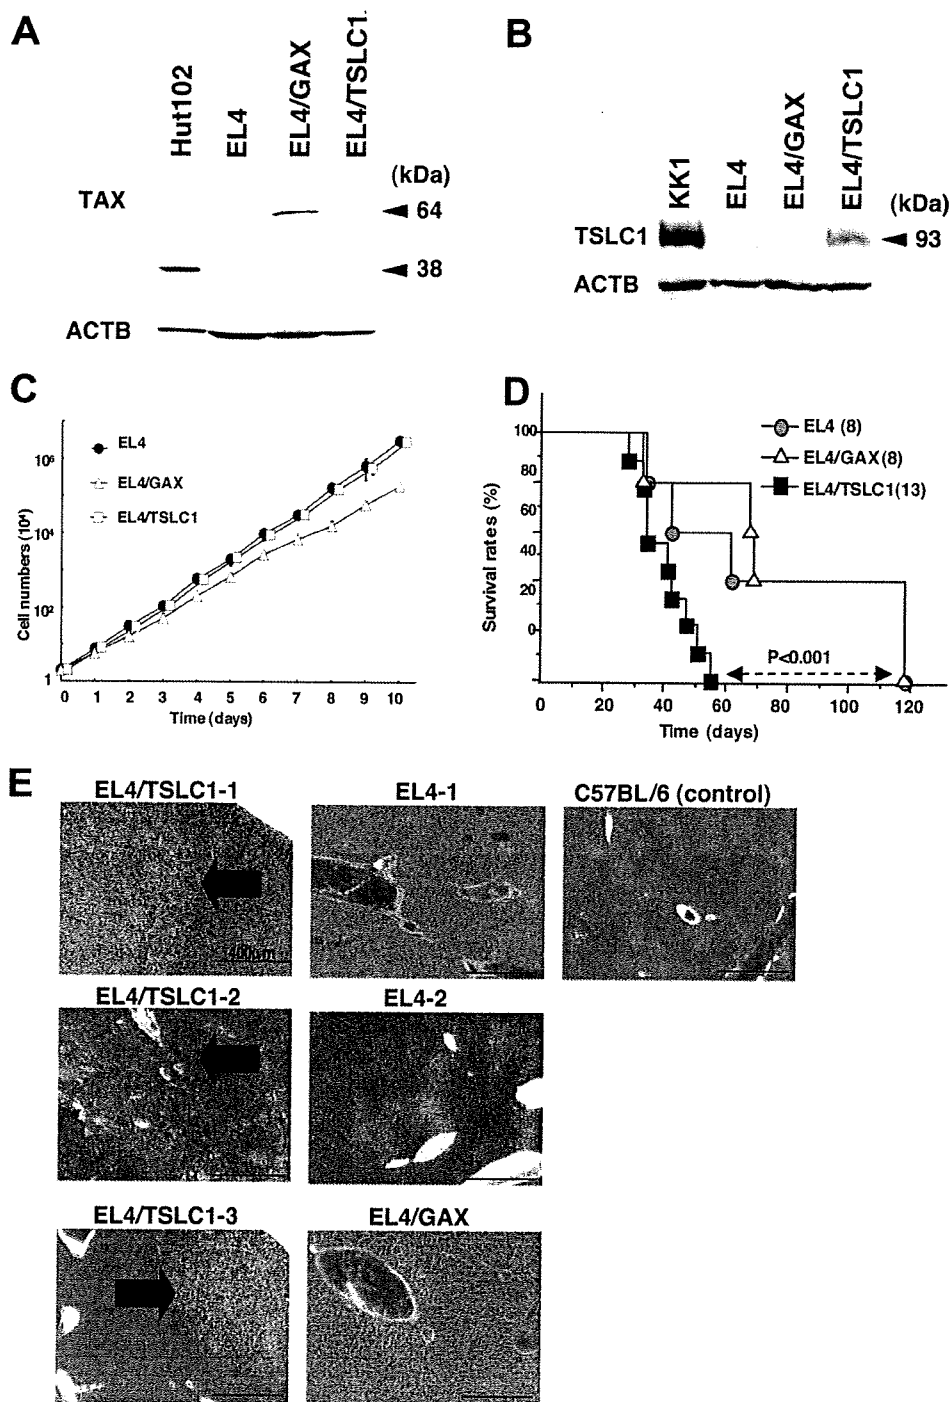 A
Hut102
EL4
EL4/GAX
EL4/TSLC1
(kDa)
TAX
64
38
ACTB
B
KK1
EL4
EL4/GAX
EL4/TSLC1
(kDa)
TSLC1
93
ACTB
C
EL4
EL4/GAX
EL4/TSLC1
Cell numbers (10⁴)
10⁶
10⁴
10²
1
0 1 2 3 4 5 6 7 8 9 10
Time (days)
D
EL4 (8)
EL4/GAX(8)
EL4/TSLC1(13)
Survival rates (%)
100
80
60
40
20
0
P<0.001
0 20 40 60 80 100 120
Time (days)
E
EL4/TSLC1-1
EL4-1
C57BL/6 (control)
400μm
EL4/TSLC1-2
EL4-2
EL4/TSLC1-3
EL4/GAX